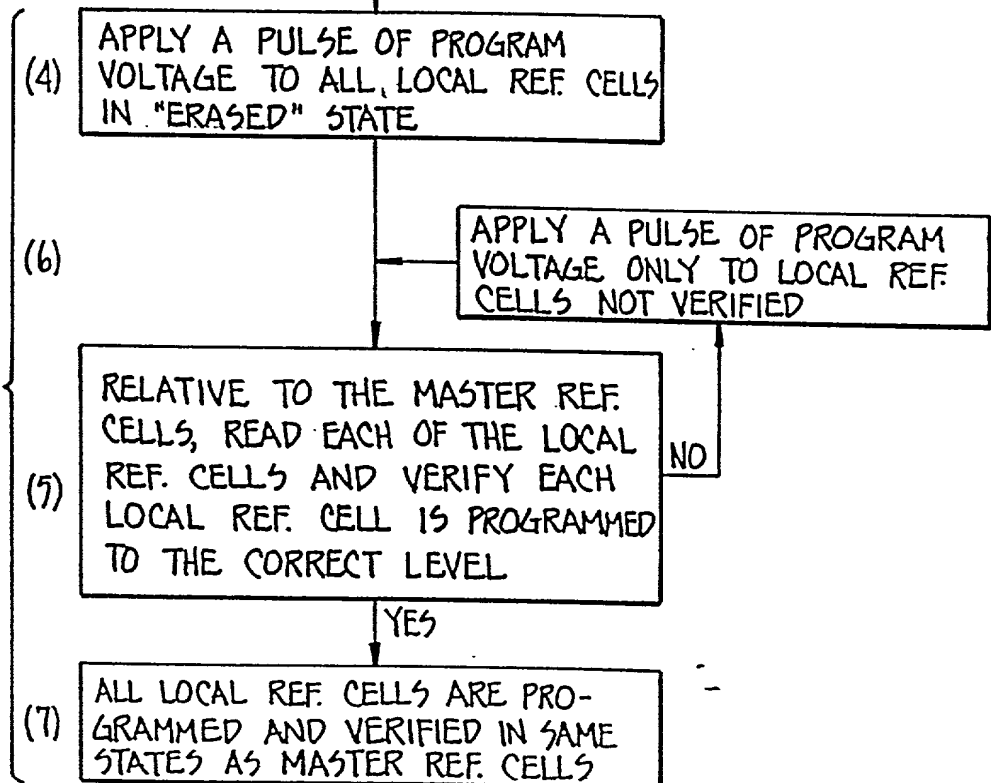 (4)
APPLY A PULSE OF PROGRAM
VOLTAGE TO ALL, LOCAL REF. CELLS
IN "ERASED" STATE
(6)
APPLY A PULSE OF PROGRAM
VOLTAGE ONLY TO LOCAL REF.
CELLS NOT VERIFIED
(5)
RELATIVE TO THE MASTER REF.
CELLS, READ EACH OF THE LOCAL
REF. CELLS AND VERIFY EACH
LOCAL REF. CELL IS PROGRAMMED
TO THE CORRECT LEVEL
NO
YES
(7)
ALL LOCAL REF. CELLS ARE PRO-
GRAMMED AND VERIFIED IN SAME
STATES AS MASTER REF. CELLS